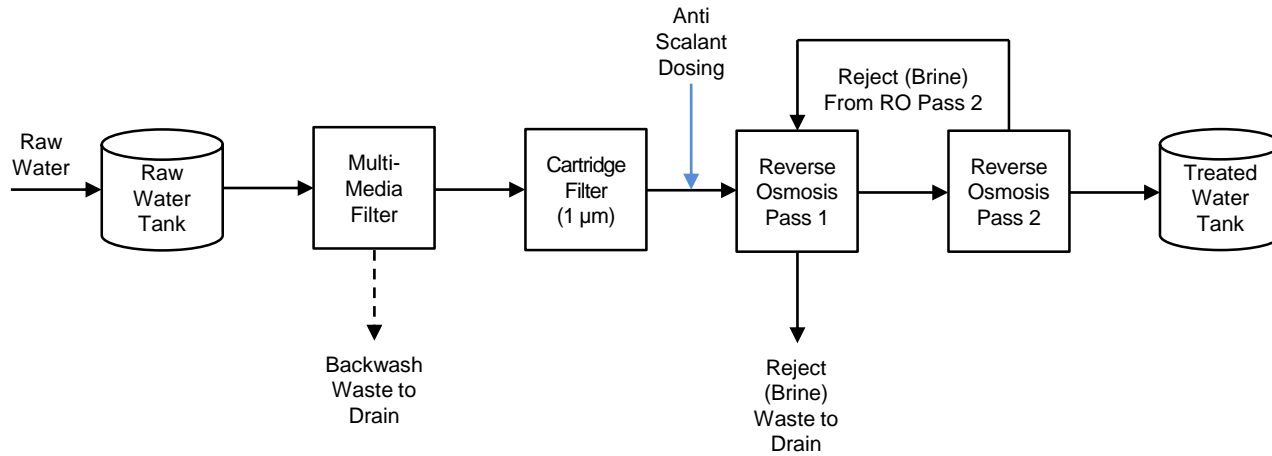 Anti
Scalant
Dosing
Reject (Brine)
From RO Pass 2
Raw
Water
Raw
Water
Tank
Multi-
Media
Filter
Cartridge
Filter
(1 µm)
Reverse
Osmosis
Pass 1
Reverse
Osmosis
Pass 2
Treated
Water
Tank
Backwash
Waste to
Drain
Reject
(Brine)
Waste to
Drain